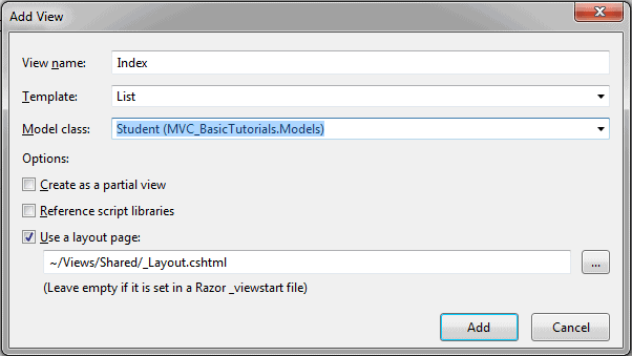 Add View
View name: Index
Template: List
Model class: Student (MVC_BasicTutorials.Models)
Options:
Create as a partial view
Reference script libraries
Use a layout page:
~/Views/Shared/_Layout.cshtml ...
(Leave empty if it is set in a Razor _viewstart file)
Add Cancel